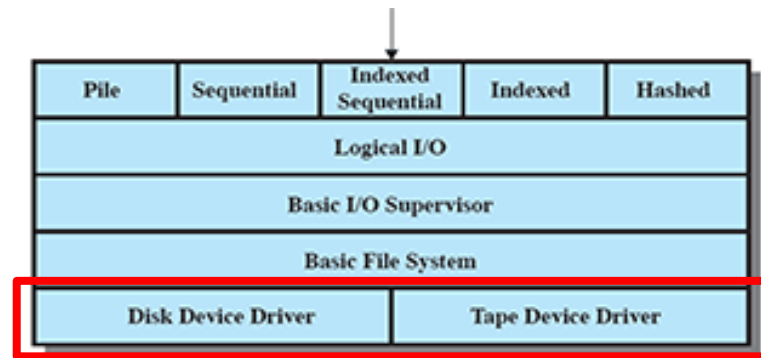 Pile
Sequential
Indexed
Sequential
Indexed
Hashed
Logical I/O
Basic I/O Supervisor
Basic File System
Disk Device Driver
Tape Device Driver